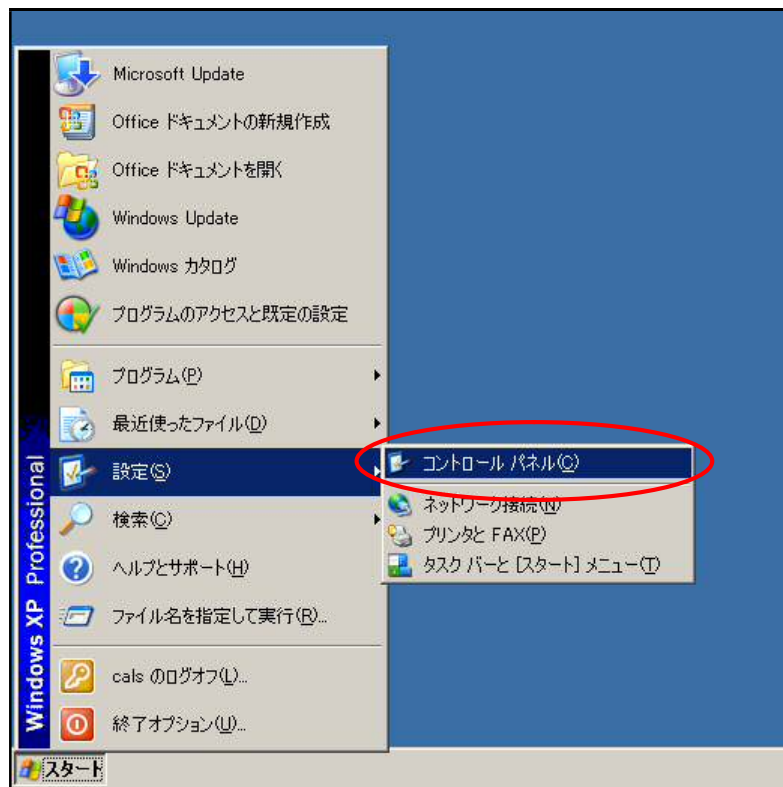 Microsoft Update
Office ドキュメントの新規作成
Office ドキュメントを開く
Windows Update
Windows カタログ
プログラムのアクセスと既定の設定
プログラム(P)
最近使ったファイル(D)
設定(S)
コントロール パネル(C)
ネットワーク接続(N)
プリンタと FAX(P)
タスク バーと [スタート] メニュー(T)
検索(C)
ヘルプとサポート(H)
ファイル名を指定して実行(R)...
cals のログオフ(L)...
終了オプション(U)...
Windows XP Professional
スタート